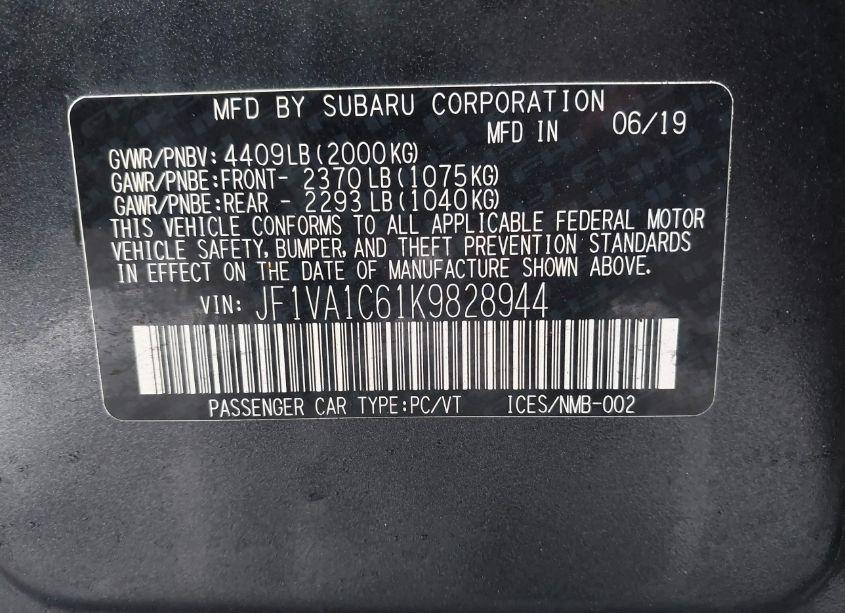 MFD BY SUBARU CORPORATION
MFD IN 06/19
GVWR/PNBV: 4409LB(2000KG)
GAWR/PNBE:FRONT- 2370LB(1075KG)
GAWR/PNBE:REAR - 2293LB(1040KG)
THIS VEHICLE CONFORMS TO ALL APPLICABLE FEDERAL MOTOR
VEHICLE SAFETY, BUMPER, AND THEFT PREVENTION STANDARDS
IN EFFECT ON THE DATE OF MANUFACTURE SHOWN ABOVE.
VIN: JF1VA1C61K9828944
PASSENGER CAR TYPE:PC/VT ICES/NMB-002